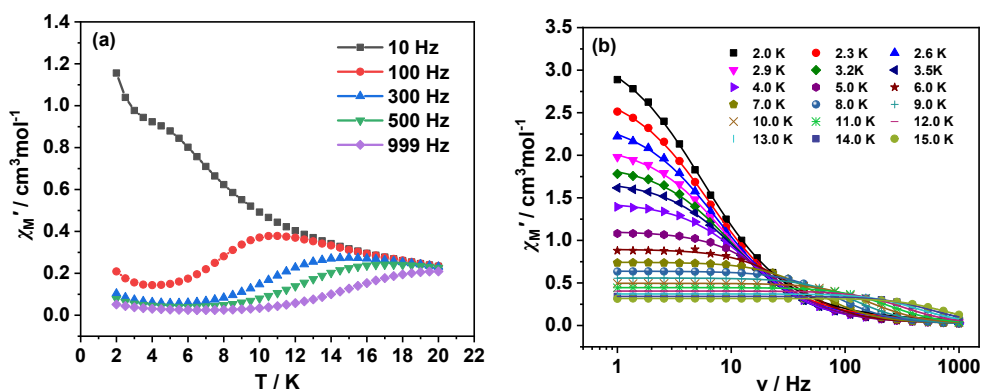 (a)
10 Hz
100 Hz
300 Hz
500 Hz
999 Hz
1.4
1.2
1.0
0.8
0.6
0.4
0.2
0.0
χM′ / cm³mol⁻¹
0 2 4 6 8 10 12 14 16 18 20 22
T / K
(b)
2.0 K 2.3 K 2.6 K
2.9 K 3.2K 3.5K
4.0 K 5.0 K 6.0 K
7.0 K 8.0 K 9.0 K
10.0 K 11.0 K 12.0 K
13.0 K 14.0 K 15.0 K
3.5
3.0
2.5
2.0
1.5
1.0
0.5
0.0
χM′ / cm³mol⁻¹
1 10 100 1000
ν / Hz